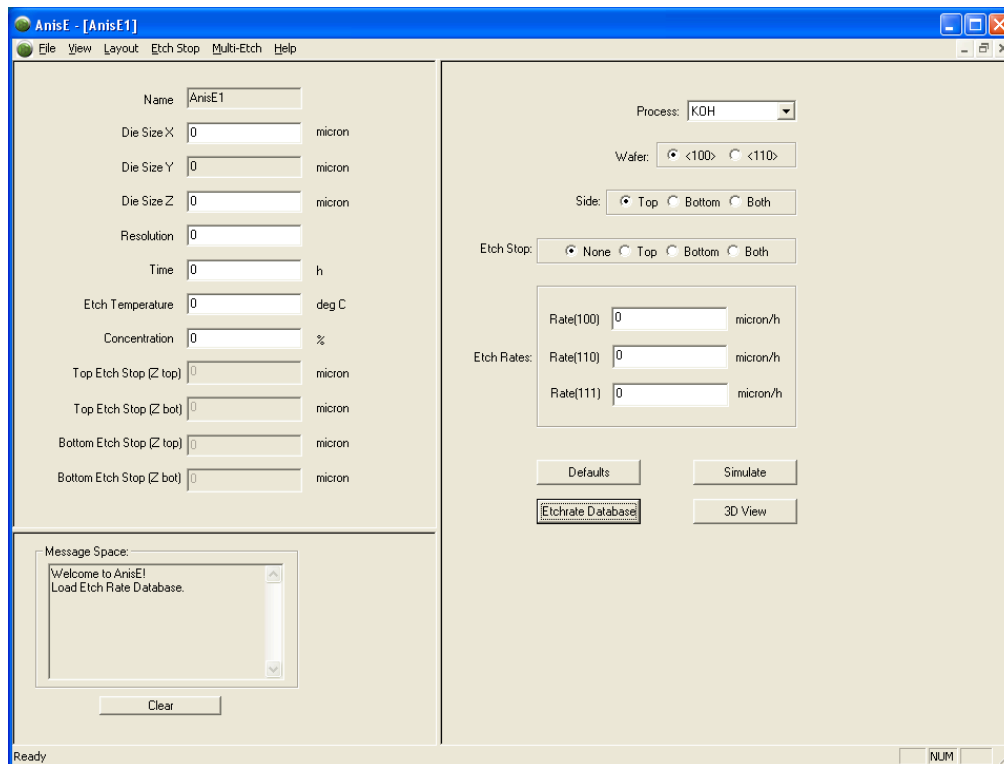 AnisE - [AnisE1]
File View Layout Etch Stop Multi-Etch Help
Name AnisE1
Die Size X 0 micron
Die Size Y 0 micron
Die Size Z 0 micron
Resolution 0
Time 0 h
Etch Temperature 0 deg C
Concentration 0 %
Top Etch Stop (Z top) 0 micron
Top Etch Stop (Z bot) 0 micron
Bottom Etch Stop (Z top) 0 micron
Bottom Etch Stop (Z bot) 0 micron
Message Space:
Welcome to AnisE!
Load Etch Rate Database.
Clear
Process: KOH
Wafer: <100> <110>
Side: Top Bottom Both
Etch Stop: None Top Bottom Both
Etch Rates:
Rate(100) 0 micron/h
Rate(110) 0 micron/h
Rate(111) 0 micron/h
Defaults Simulate
Etchrate Database 3D View
Ready NUM